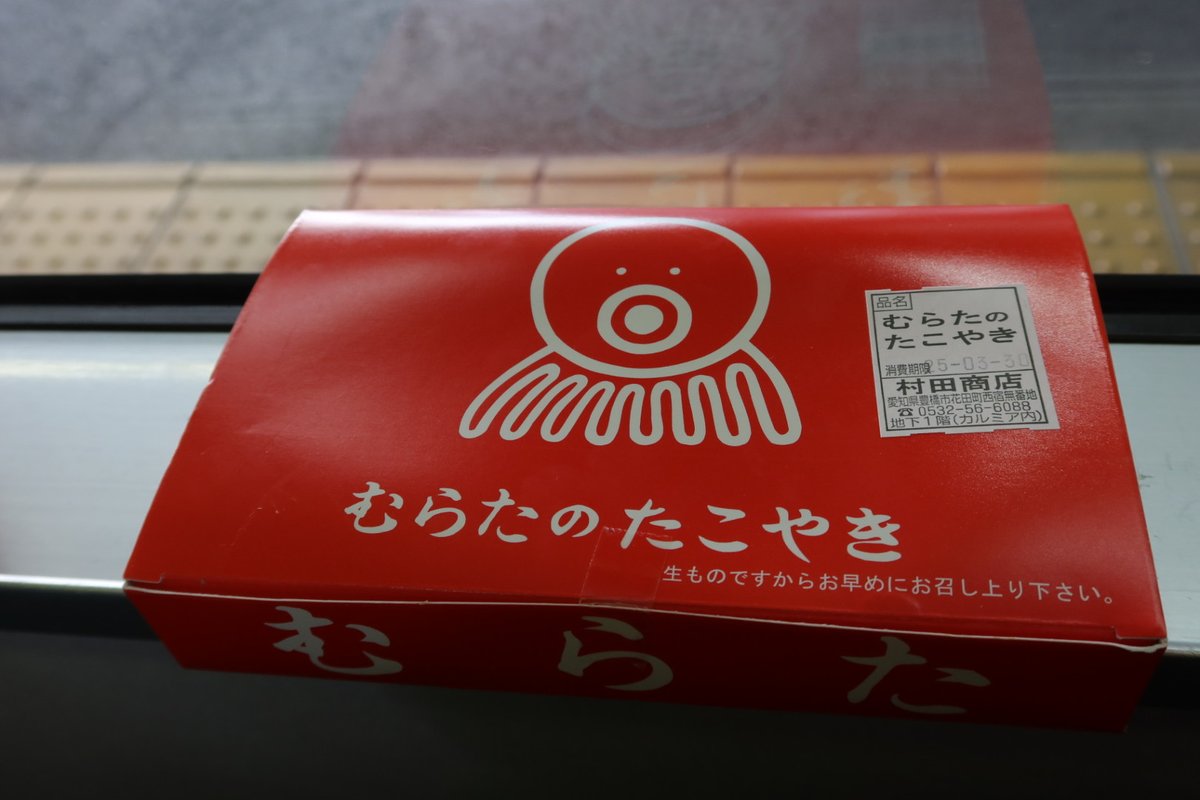 品名
むらたの
たこやき
消費期限 25-03-30
村田商店
愛知県豊橋市花田町西宿無番地
☎0532-56-6088
地下1階(カルミア内)
むらたのたこやき
生ものですからお早めにお召し上り下さい。
むらた